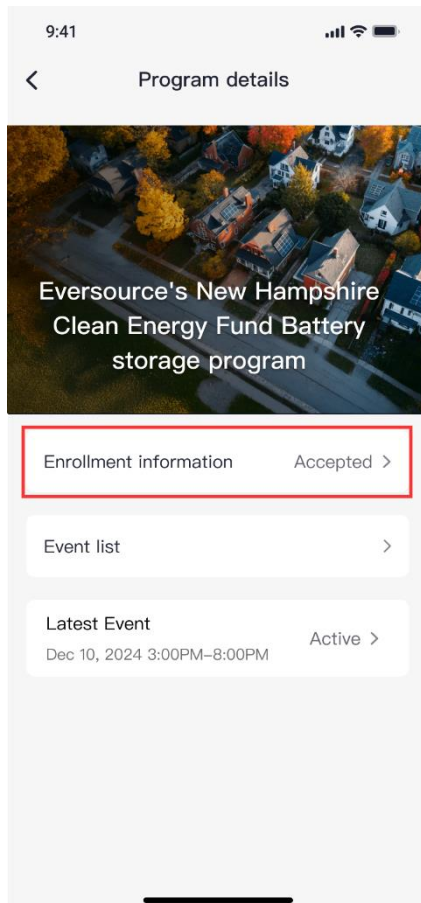 9:41
Program details
Eversource's New Hampshire
Clean Energy Fund Battery
storage program
Enrollment information Accepted >
Event list >
Latest Event
Active >
Dec 10, 2024 3:00PM–8:00PM